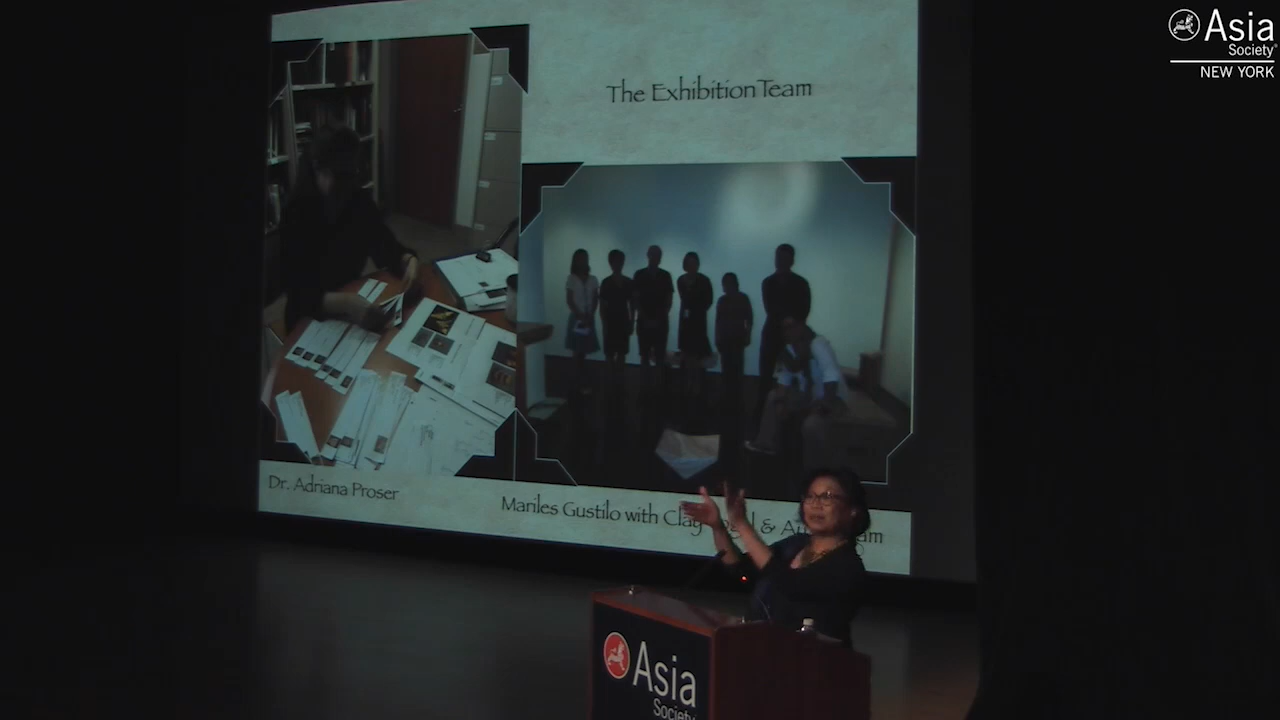 The Exhibition Team
Dr. Adriana Proser
Mariles Gustilo with Clay
&
Asia
Society
NEW YORK
Asia
Society